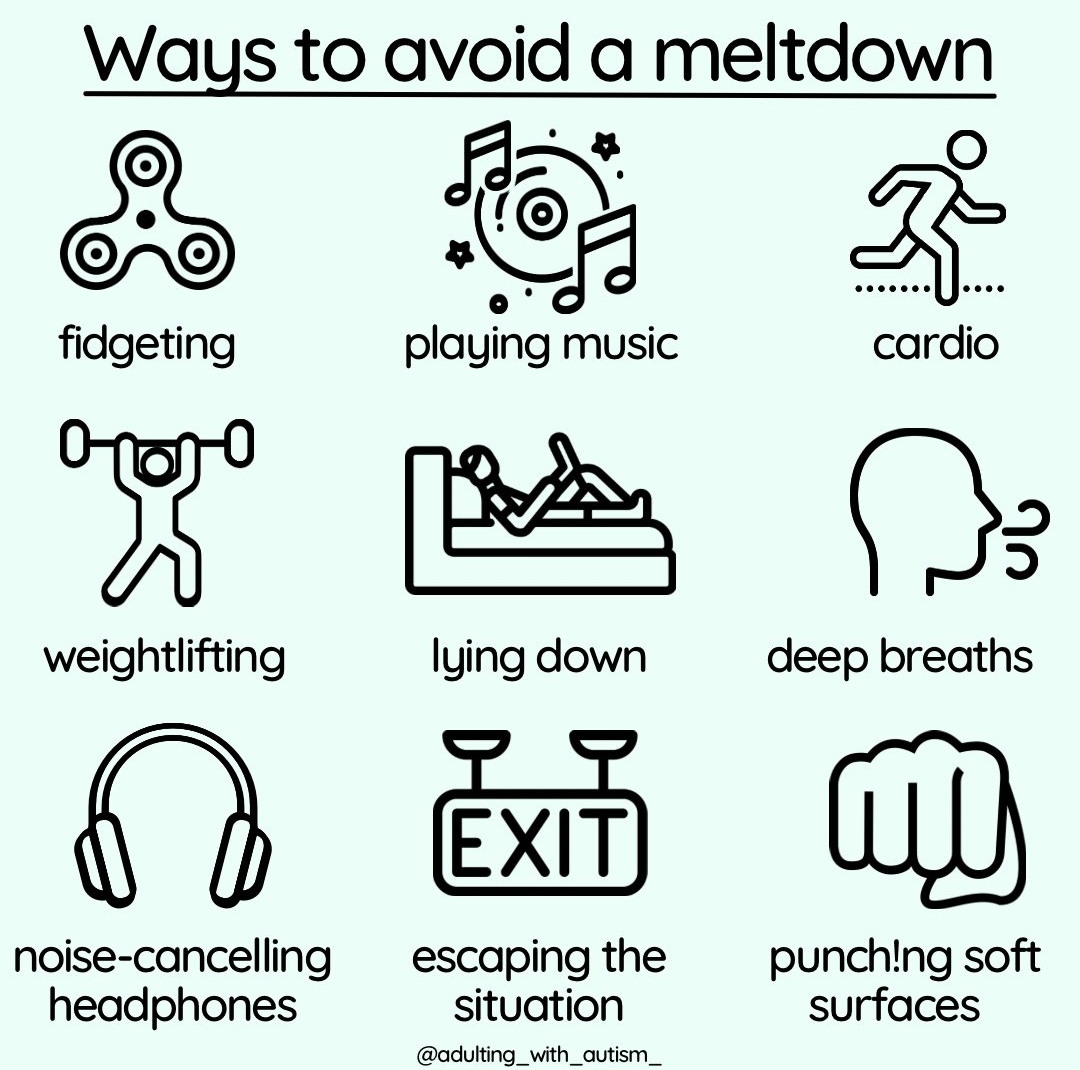 Ways to avoid a meltdown
fidgeting
playing music
cardio
weightlifting
lying down
deep breaths
EXIT
noise-cancelling
headphones
escaping the
situation
punch!ng soft
surfaces
@adulting_with_autism_